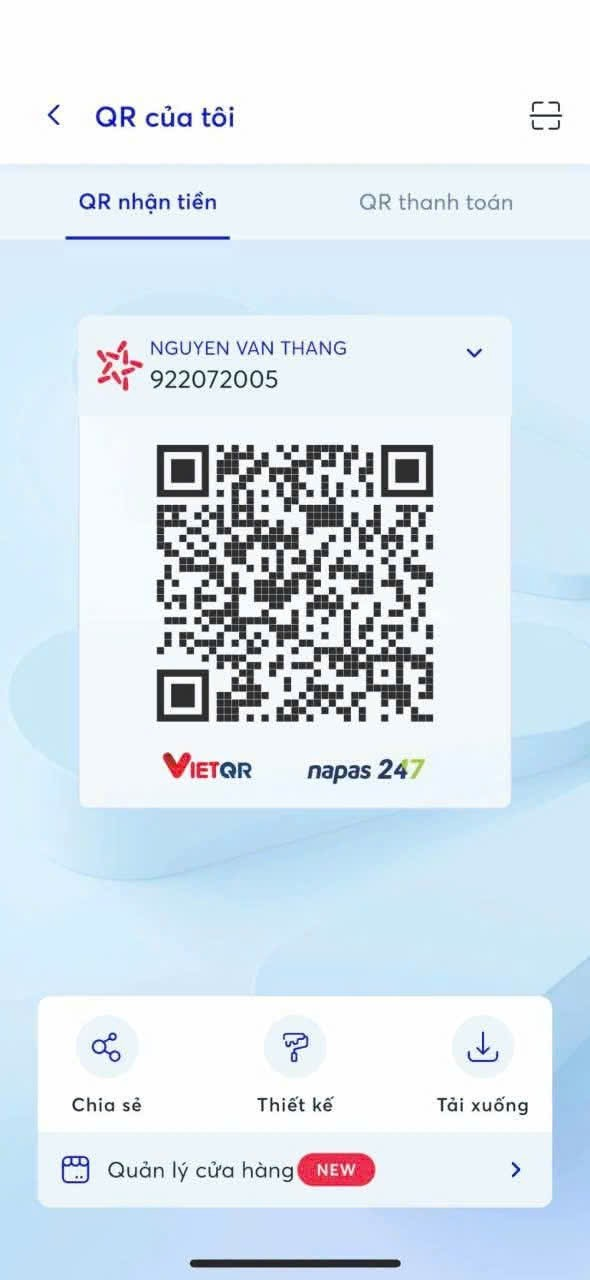 QR của tôi
QR nhận tiền
QR thanh toán
NGUYEN VAN THANG
922072005
VIETQR
napas 247
Chia sẻ
Thiết kế
Tải xuống
Quản lý cửa hàng NEW